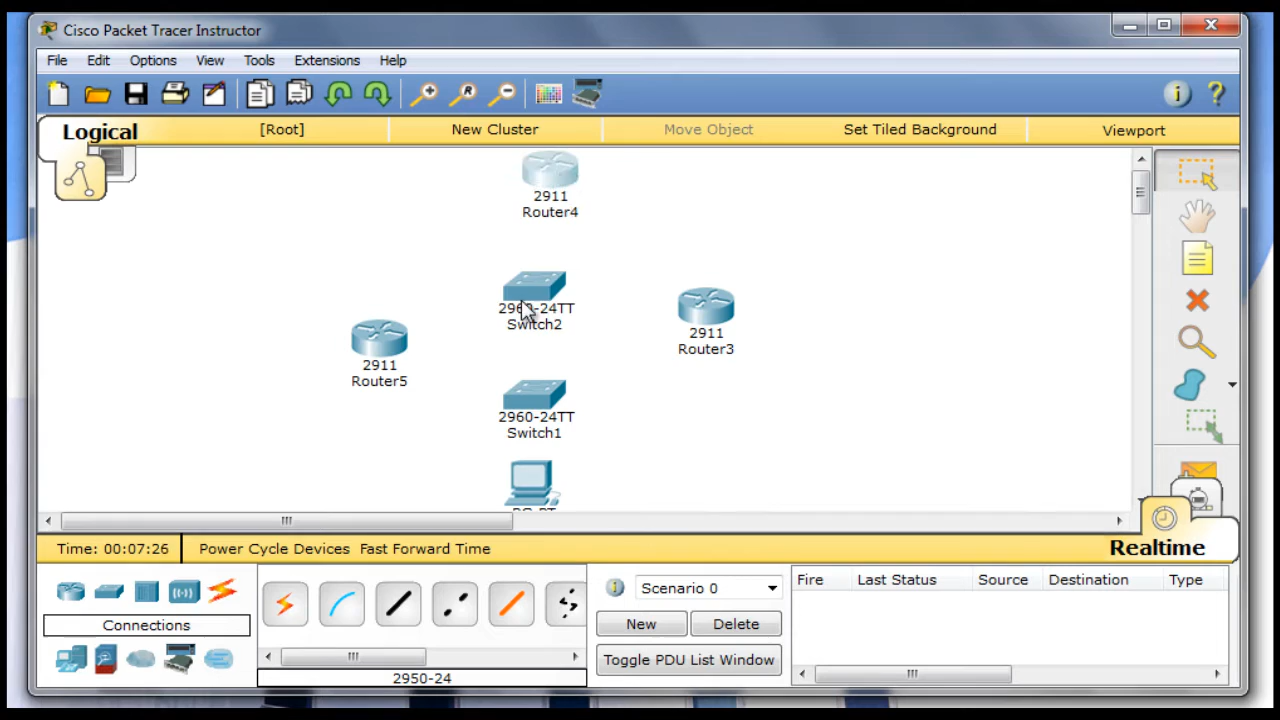 Cisco Packet Tracer Instructor
File Edit Options View Tools Extensions Help
Logical [Root] New Cluster Move Object Set Tiled Background Viewport
2911
Router4
2960-24TT
Switch2
2911
Router3
2911
Router5
2960-24TT
Switch1
Time: 00:07:26 Power Cycle Devices Fast Forward Time Realtime
Scenario 0
Fire Last Status Source Destination Type
Connections
New Delete
Toggle PDU List Window
2950-24